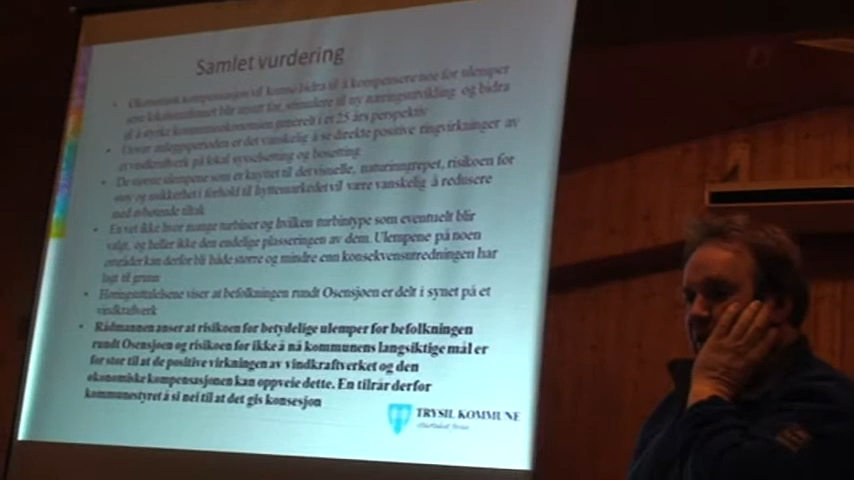 Samlet vurdering
Økonomisk kompensasjon vil kunne bidra til å kompensere noe for ulemper
som lokalsamfunnet blir utsatt for, stimulere til ny næringsutvikling og bidra
til å styrke kommuneøkonomien generelt i et 25 års perspektiv
Utover anleggsperioden er det vanskelig å se direkte positive ringvirkninger av
et vindkraftverk på lokal sysselsetting og bosetting
De største ulempene som er knyttet til det visuelle, naturinngrepet, risikoen for
støy og usikkerhet i forhold til hyttemarkedet vil være vanskelig å redusere
med avbøtende tiltak
En vet ikke hvor mange turbiner og hvilken turbintype som eventuelt blir
valgt, og heller ikke den endelige plasseringen av dem. Ulempene på noen
områder kan derfor bli både større og mindre enn konsekvensutredningen har
lagt til grunn
Høringsuttalelsene viser at befolkningen rundt Osensjøen er delt i synet på et
vindkraftverk
Rådmannen anser at risikoen for betydelige ulemper for befolkningen
rundt Osensjøen og risikoen for ikke å nå kommunens langsiktige mål er
for stor til at de positive virkningen av vindkraftverket og den
økonomiske kompensasjonen kan oppveie dette. En tilrår derfor
kommunestyret å si nei til at det gis konsesjon
TRYSIL KOMMUNE